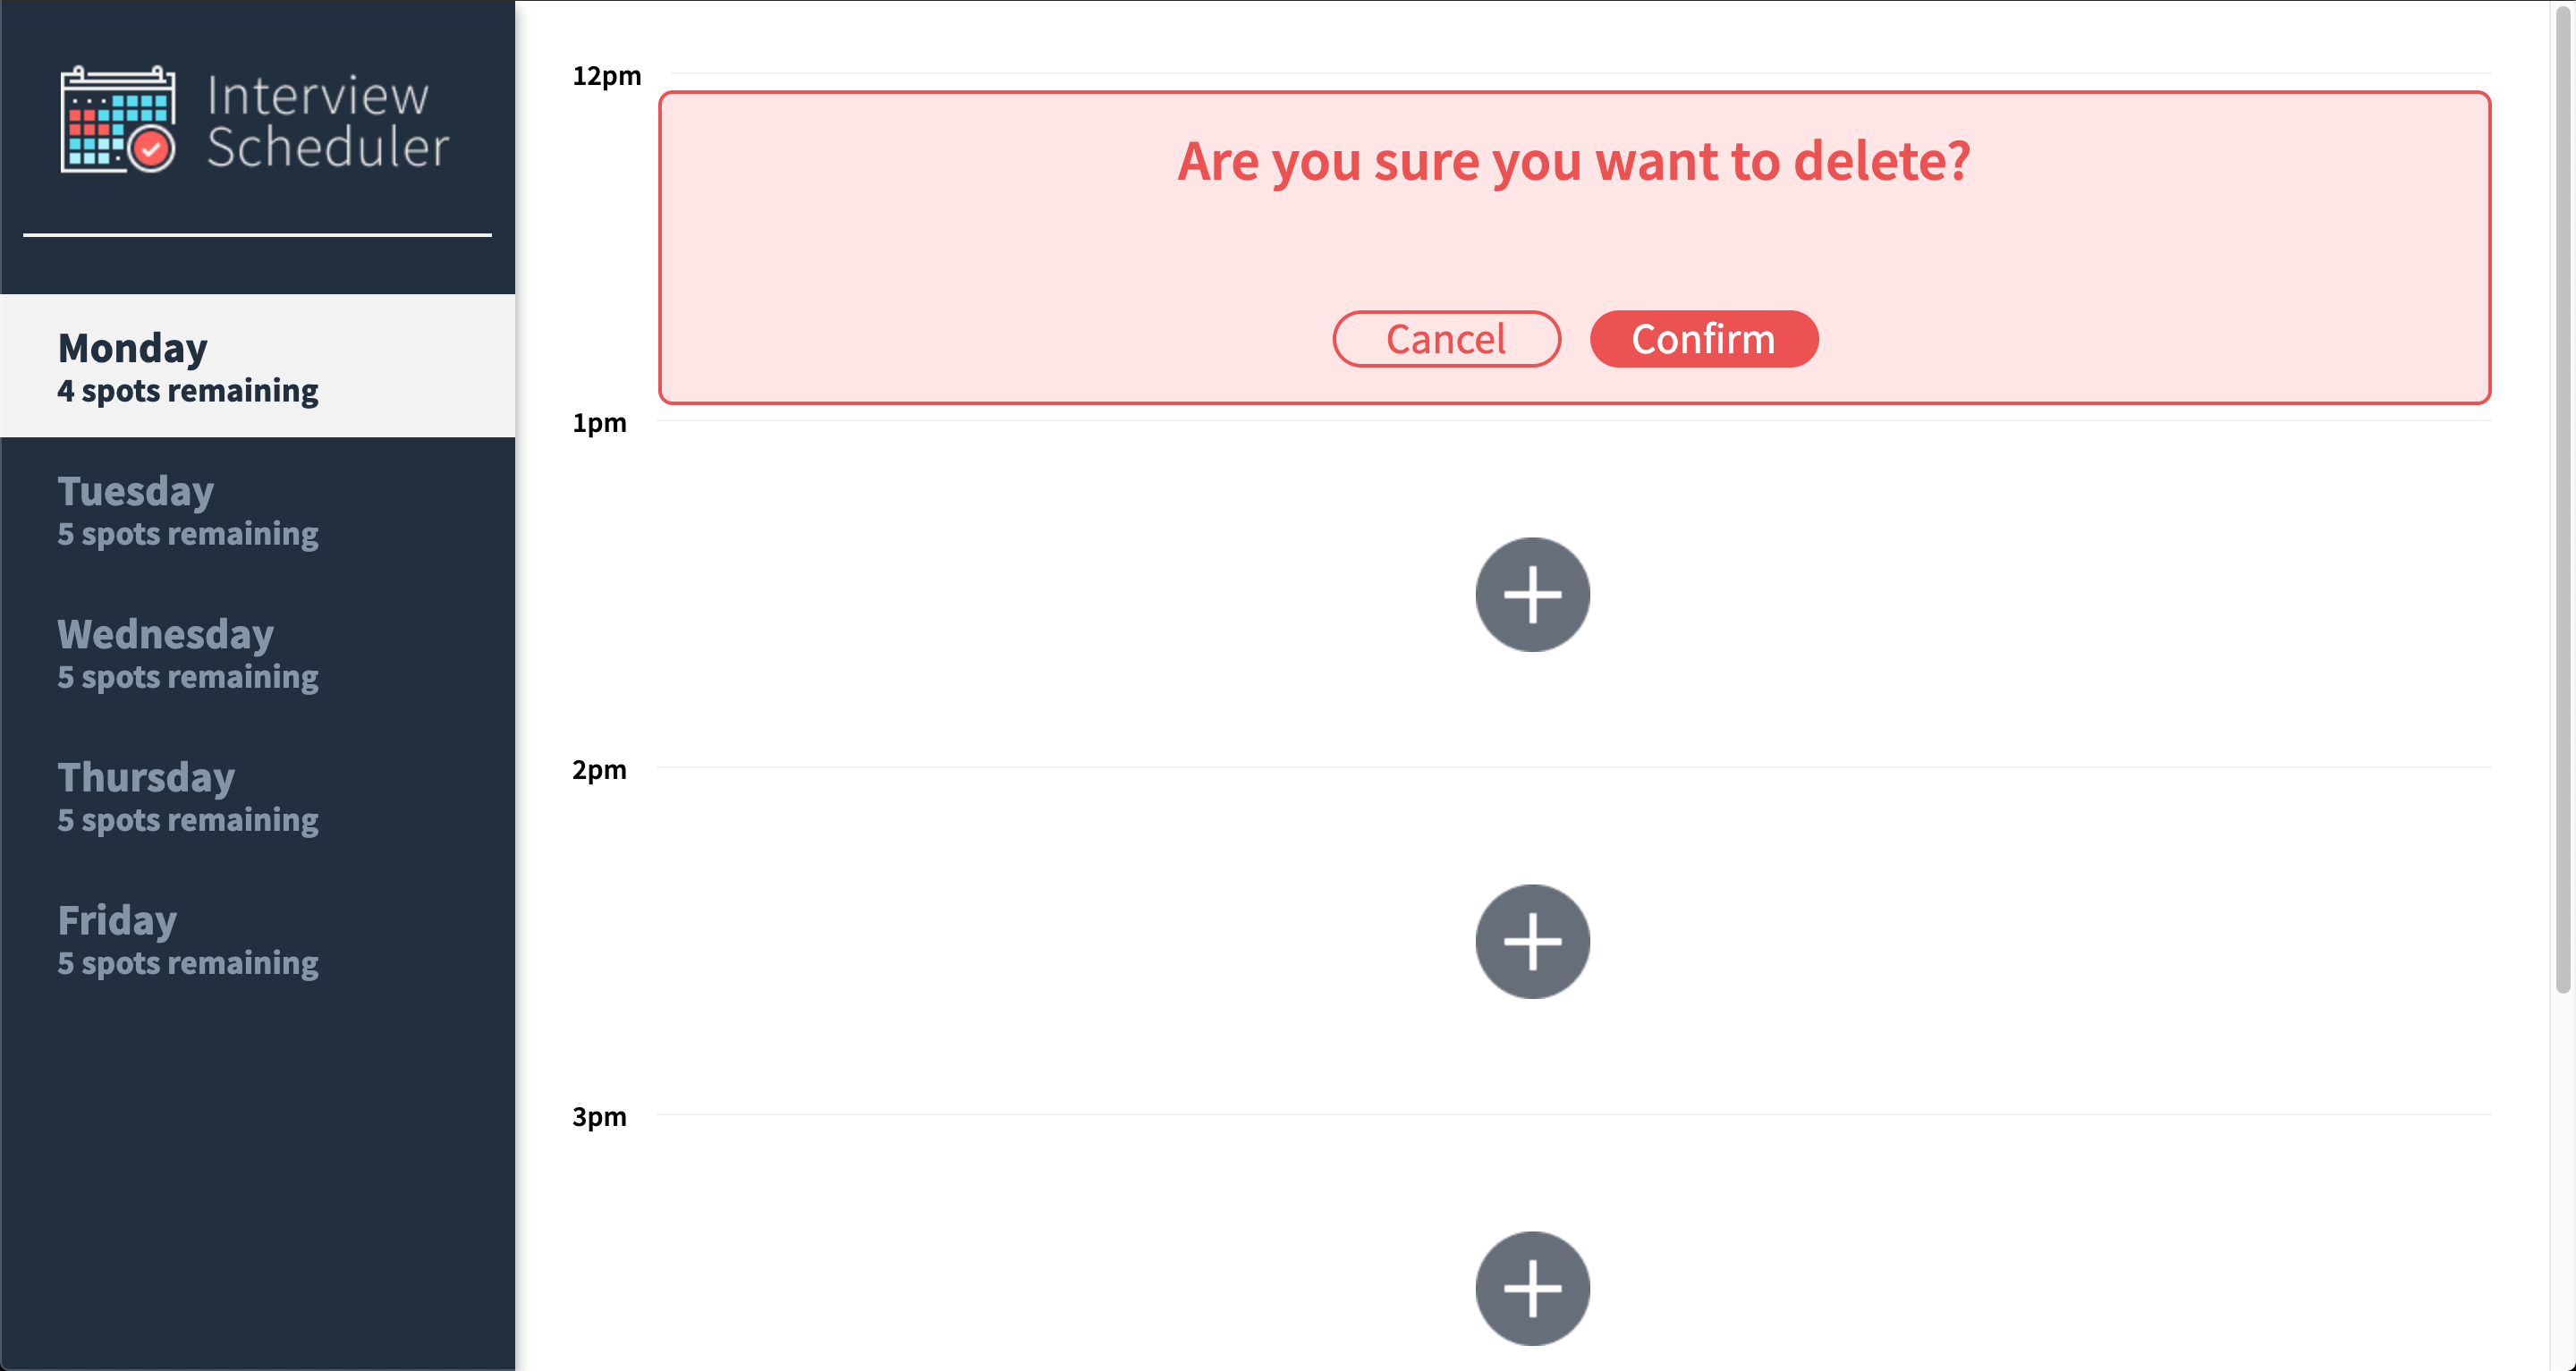 Interview
Scheduler
Monday
4 spots remaining
Tuesday
5 spots remaining
Wednesday
5 spots remaining
Thursday
5 spots remaining
Friday
5 spots remaining
12pm
Are you sure you want to delete?
Cancel Confirm
1pm
2pm
3pm